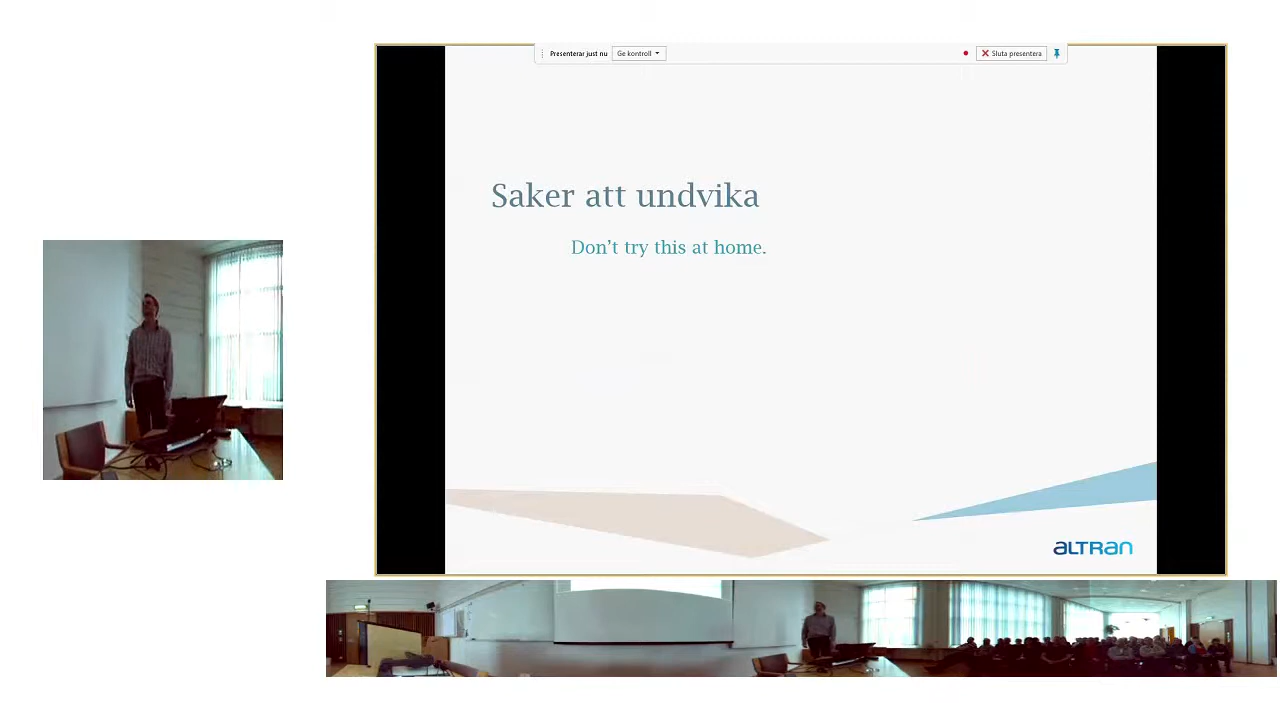 Presenterar just nu Ge kontroll Sluta presentera
Saker att undvika
Don't try this at home.
ALTRAN